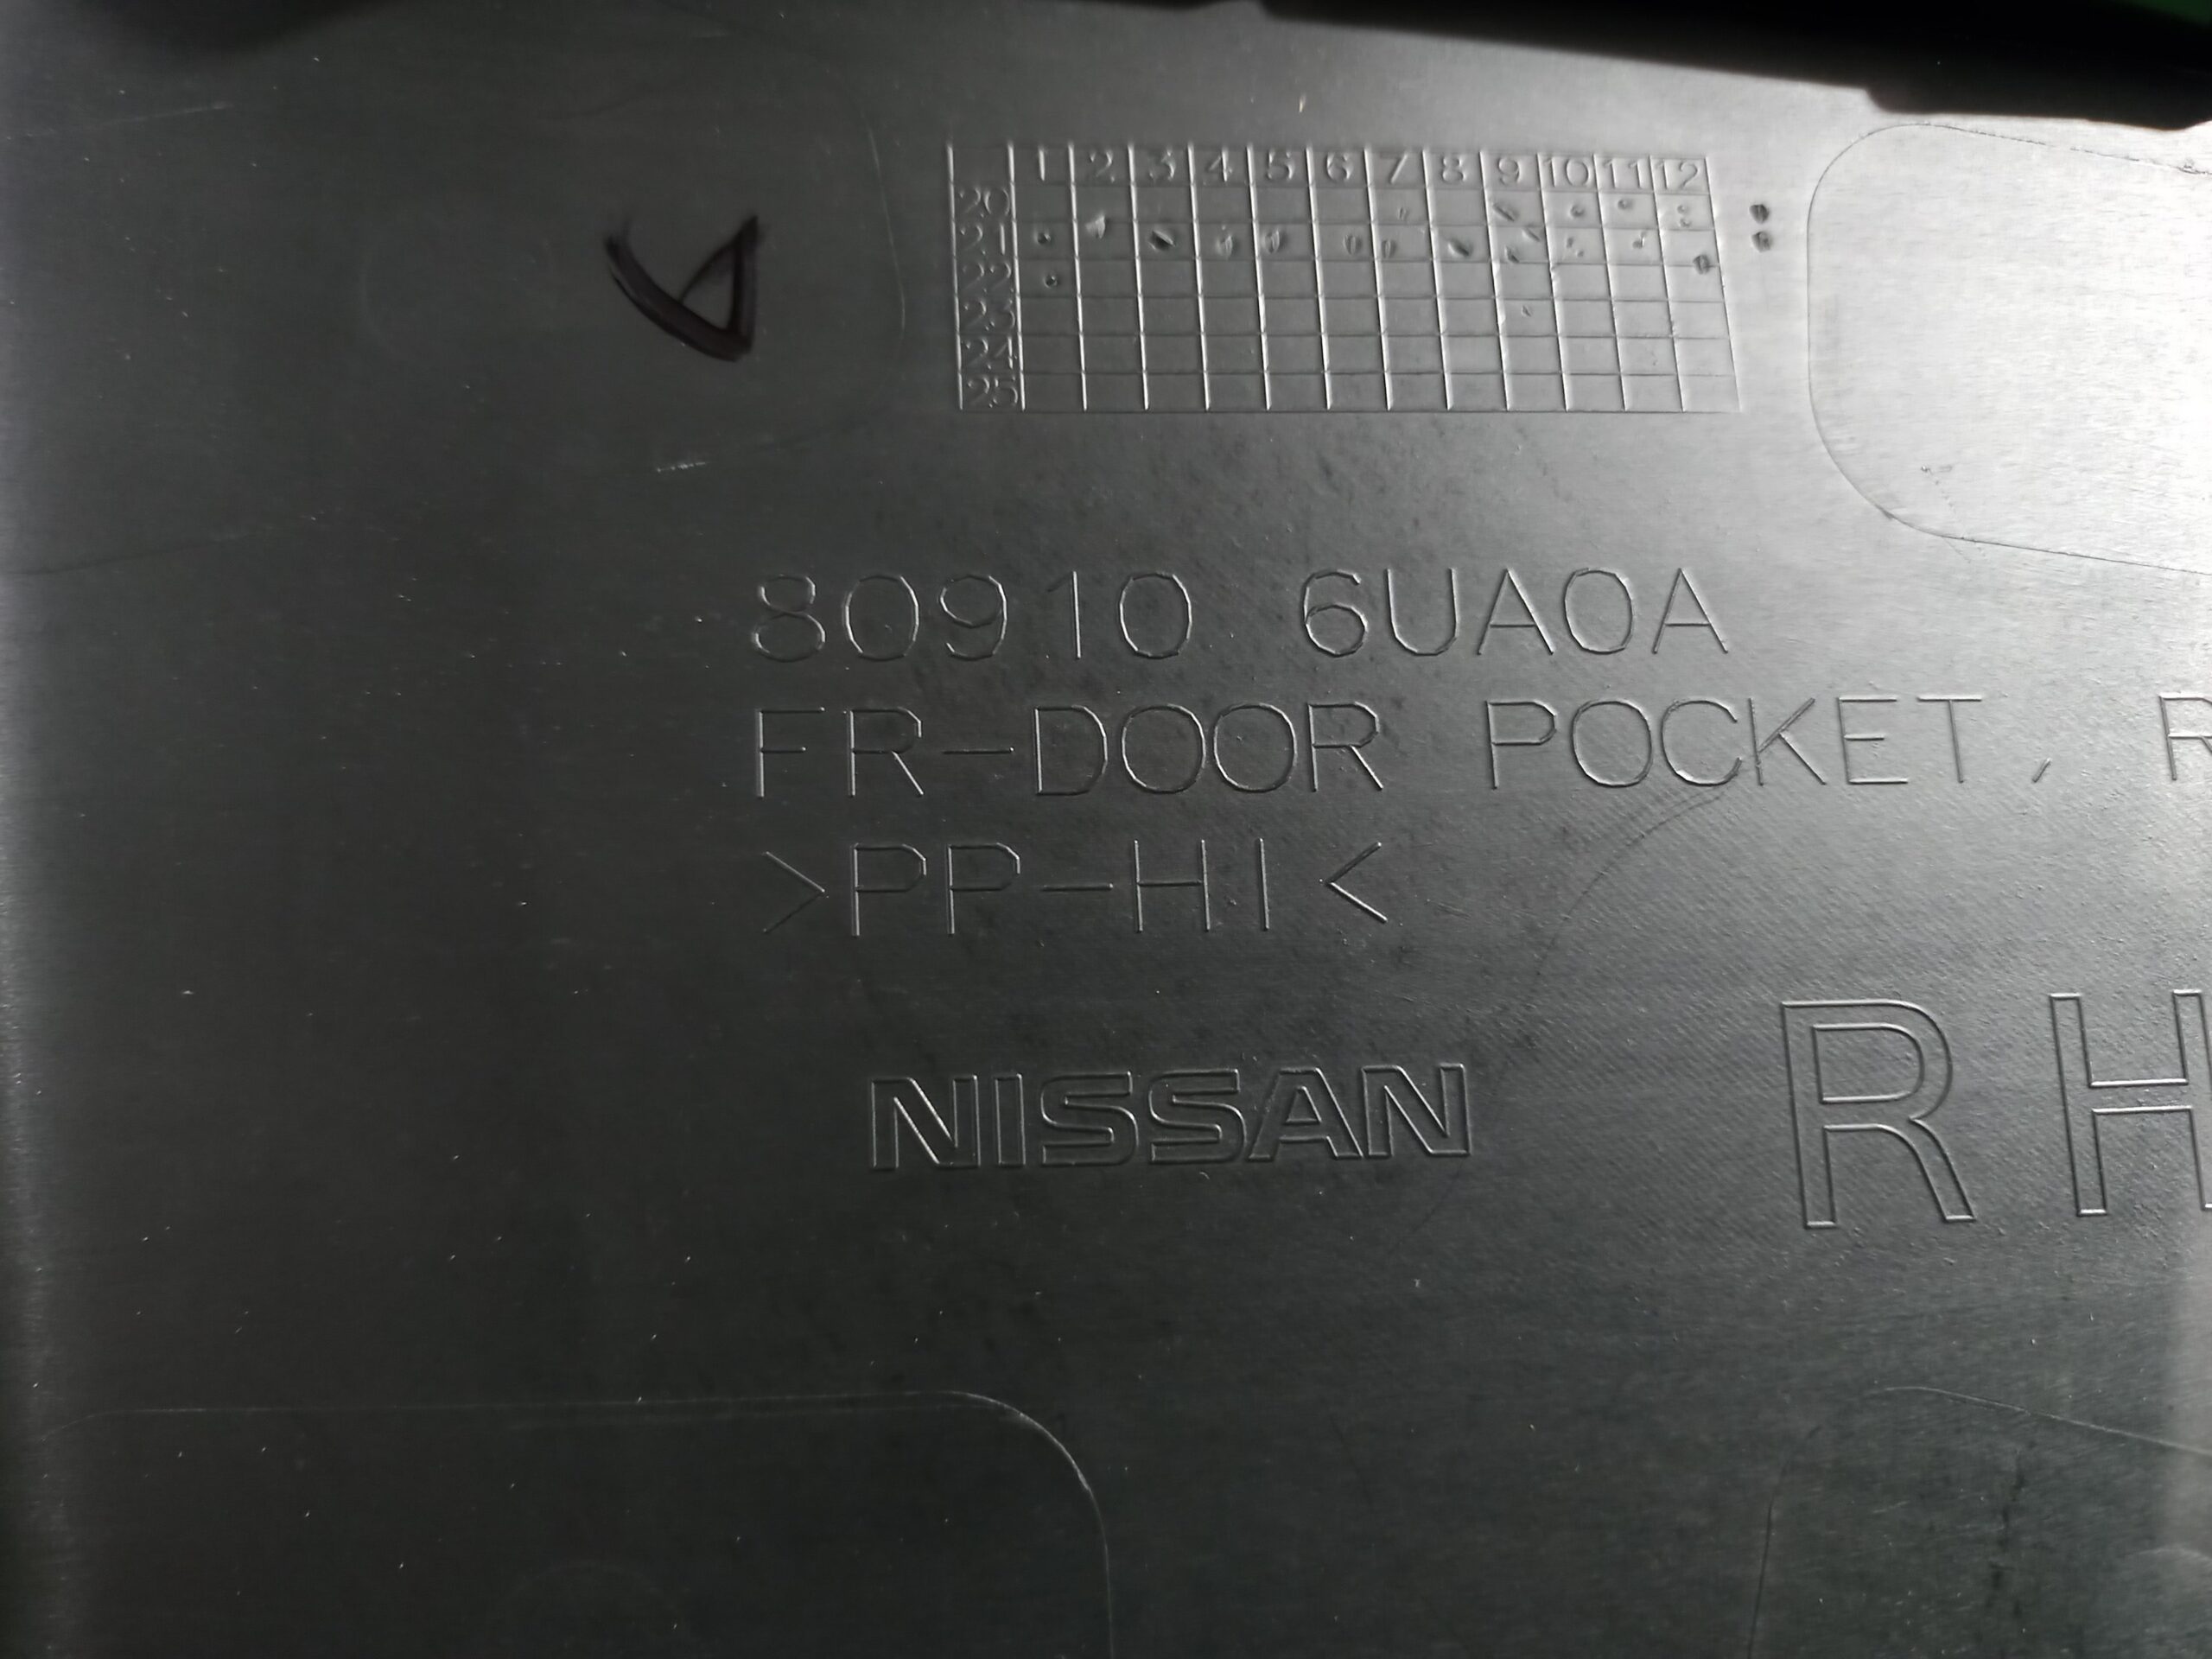 1 2 3 4 5 6 7 8 9 10 11 12
20
21
22
23
24
25
80910 6UA0A
FR-DOOR POCKET, R
>PP-HI<
NISSAN
RH